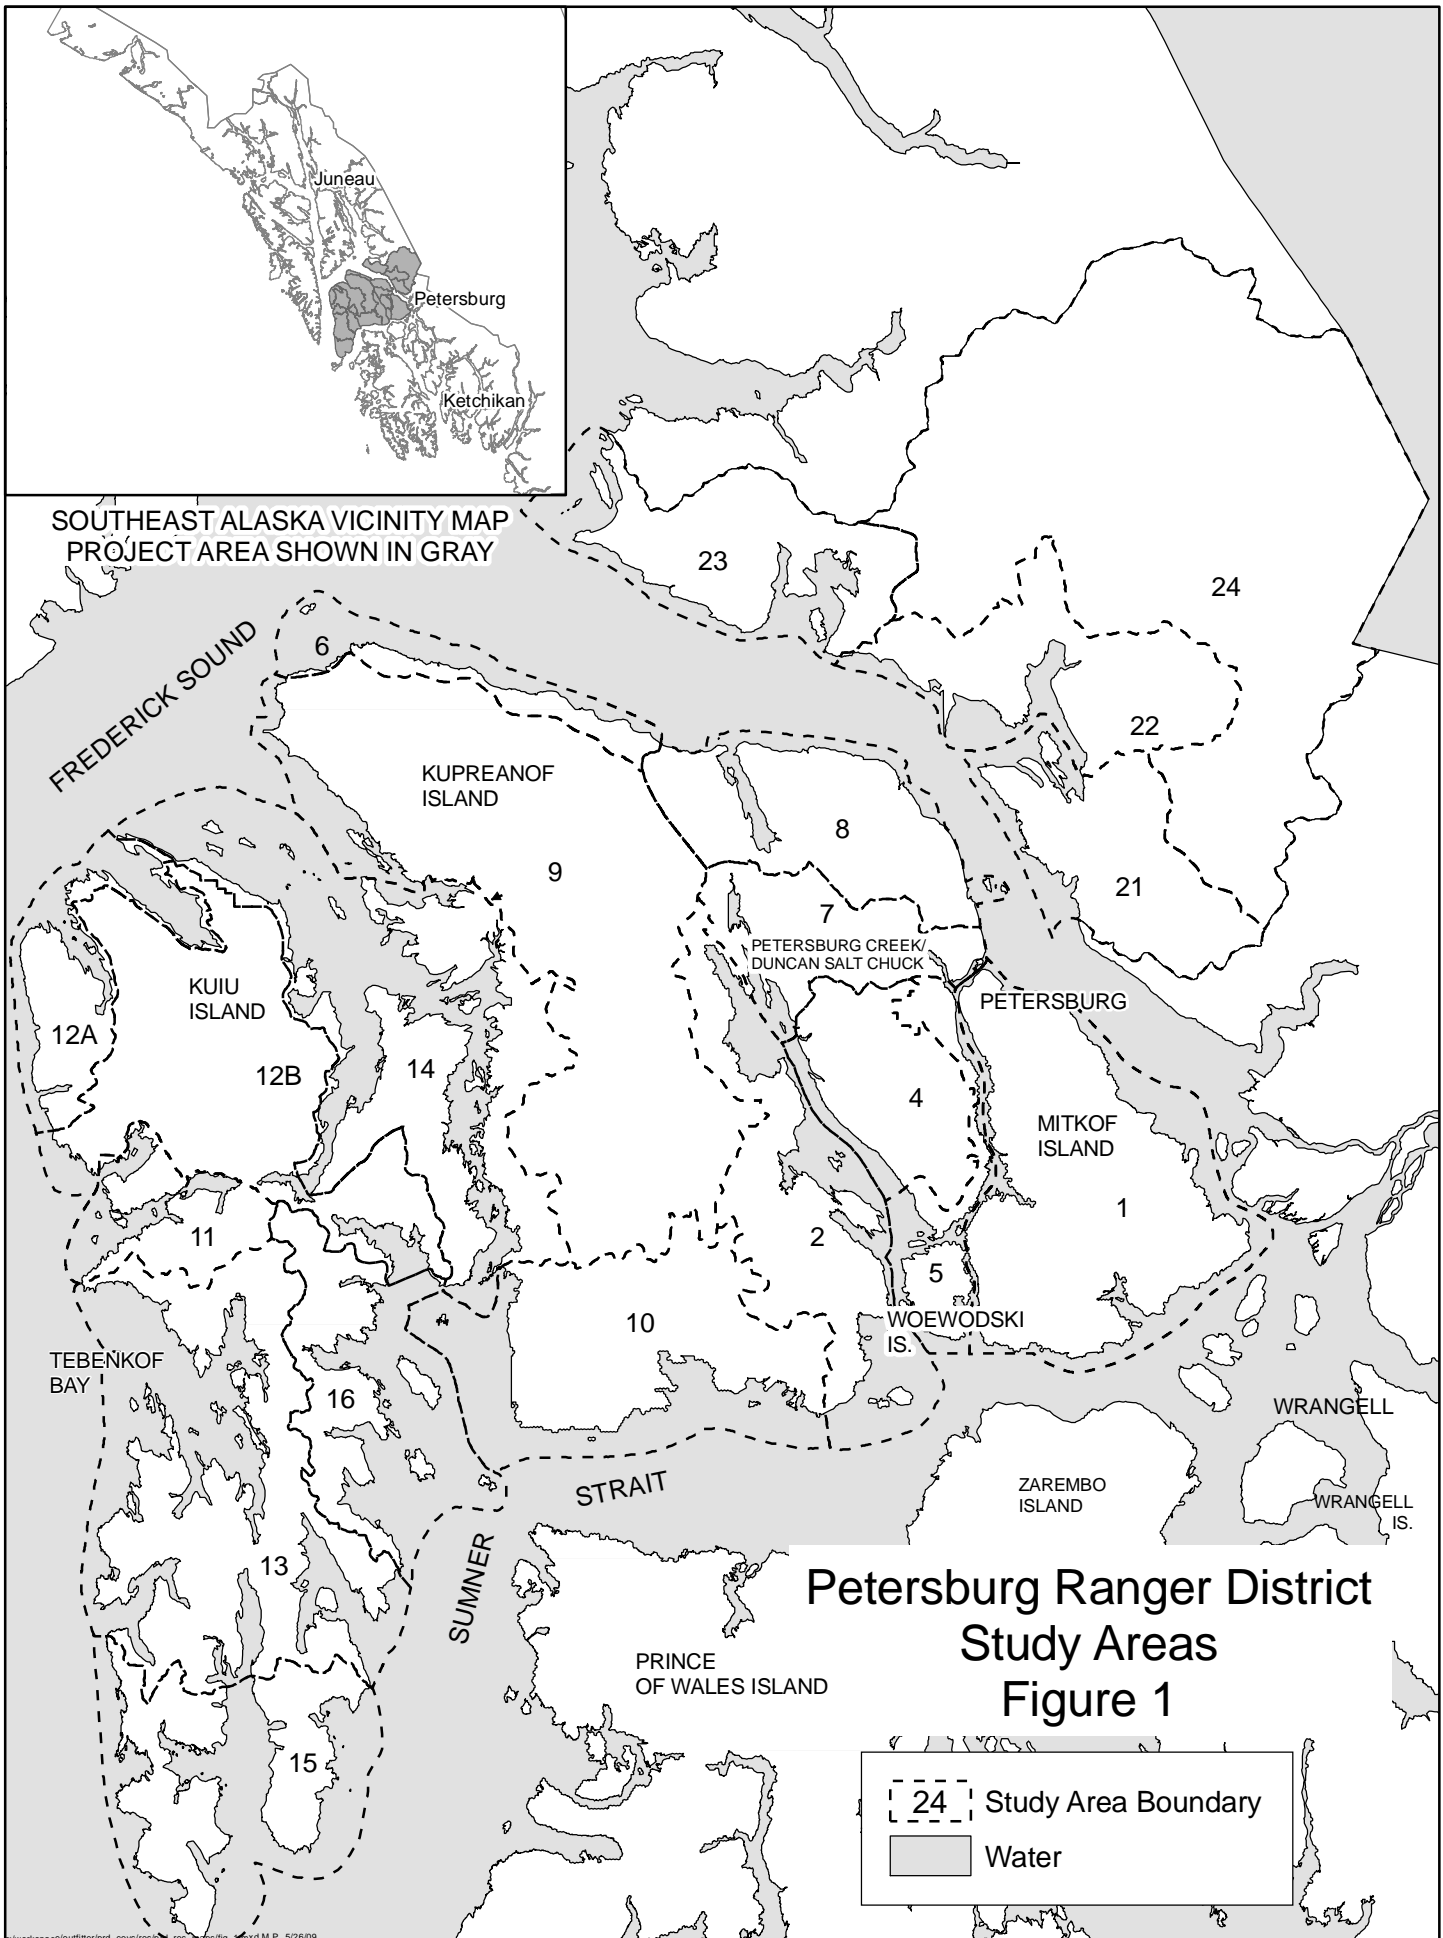 Juneau
Petersburg
Ketchikan
SOUTHEAST ALASKA VICINITY MAP
PROJECT AREA SHOWN IN GRAY
23
24
6
FREDERICK SOUND
22
KUPREANOF
ISLAND
8
9
21
7
PETERSBURG CREEK/
DUNCAN SALT CHUCK
KUIU
ISLAND
PETERSBURG
12A
12B
14
4
MITKOF
ISLAND
1
11
2
5
10
WOEWODSKI
IS.
TEBENKOF
BAY
16
WRANGELL
STRAIT
ZAREMBO
ISLAND
WRANGELL
IS.
13
SUMNER
Petersburg Ranger District
Study Areas
Figure 1
PRINCE
OF WALES ISLAND
15
24 Study Area Boundary
Water